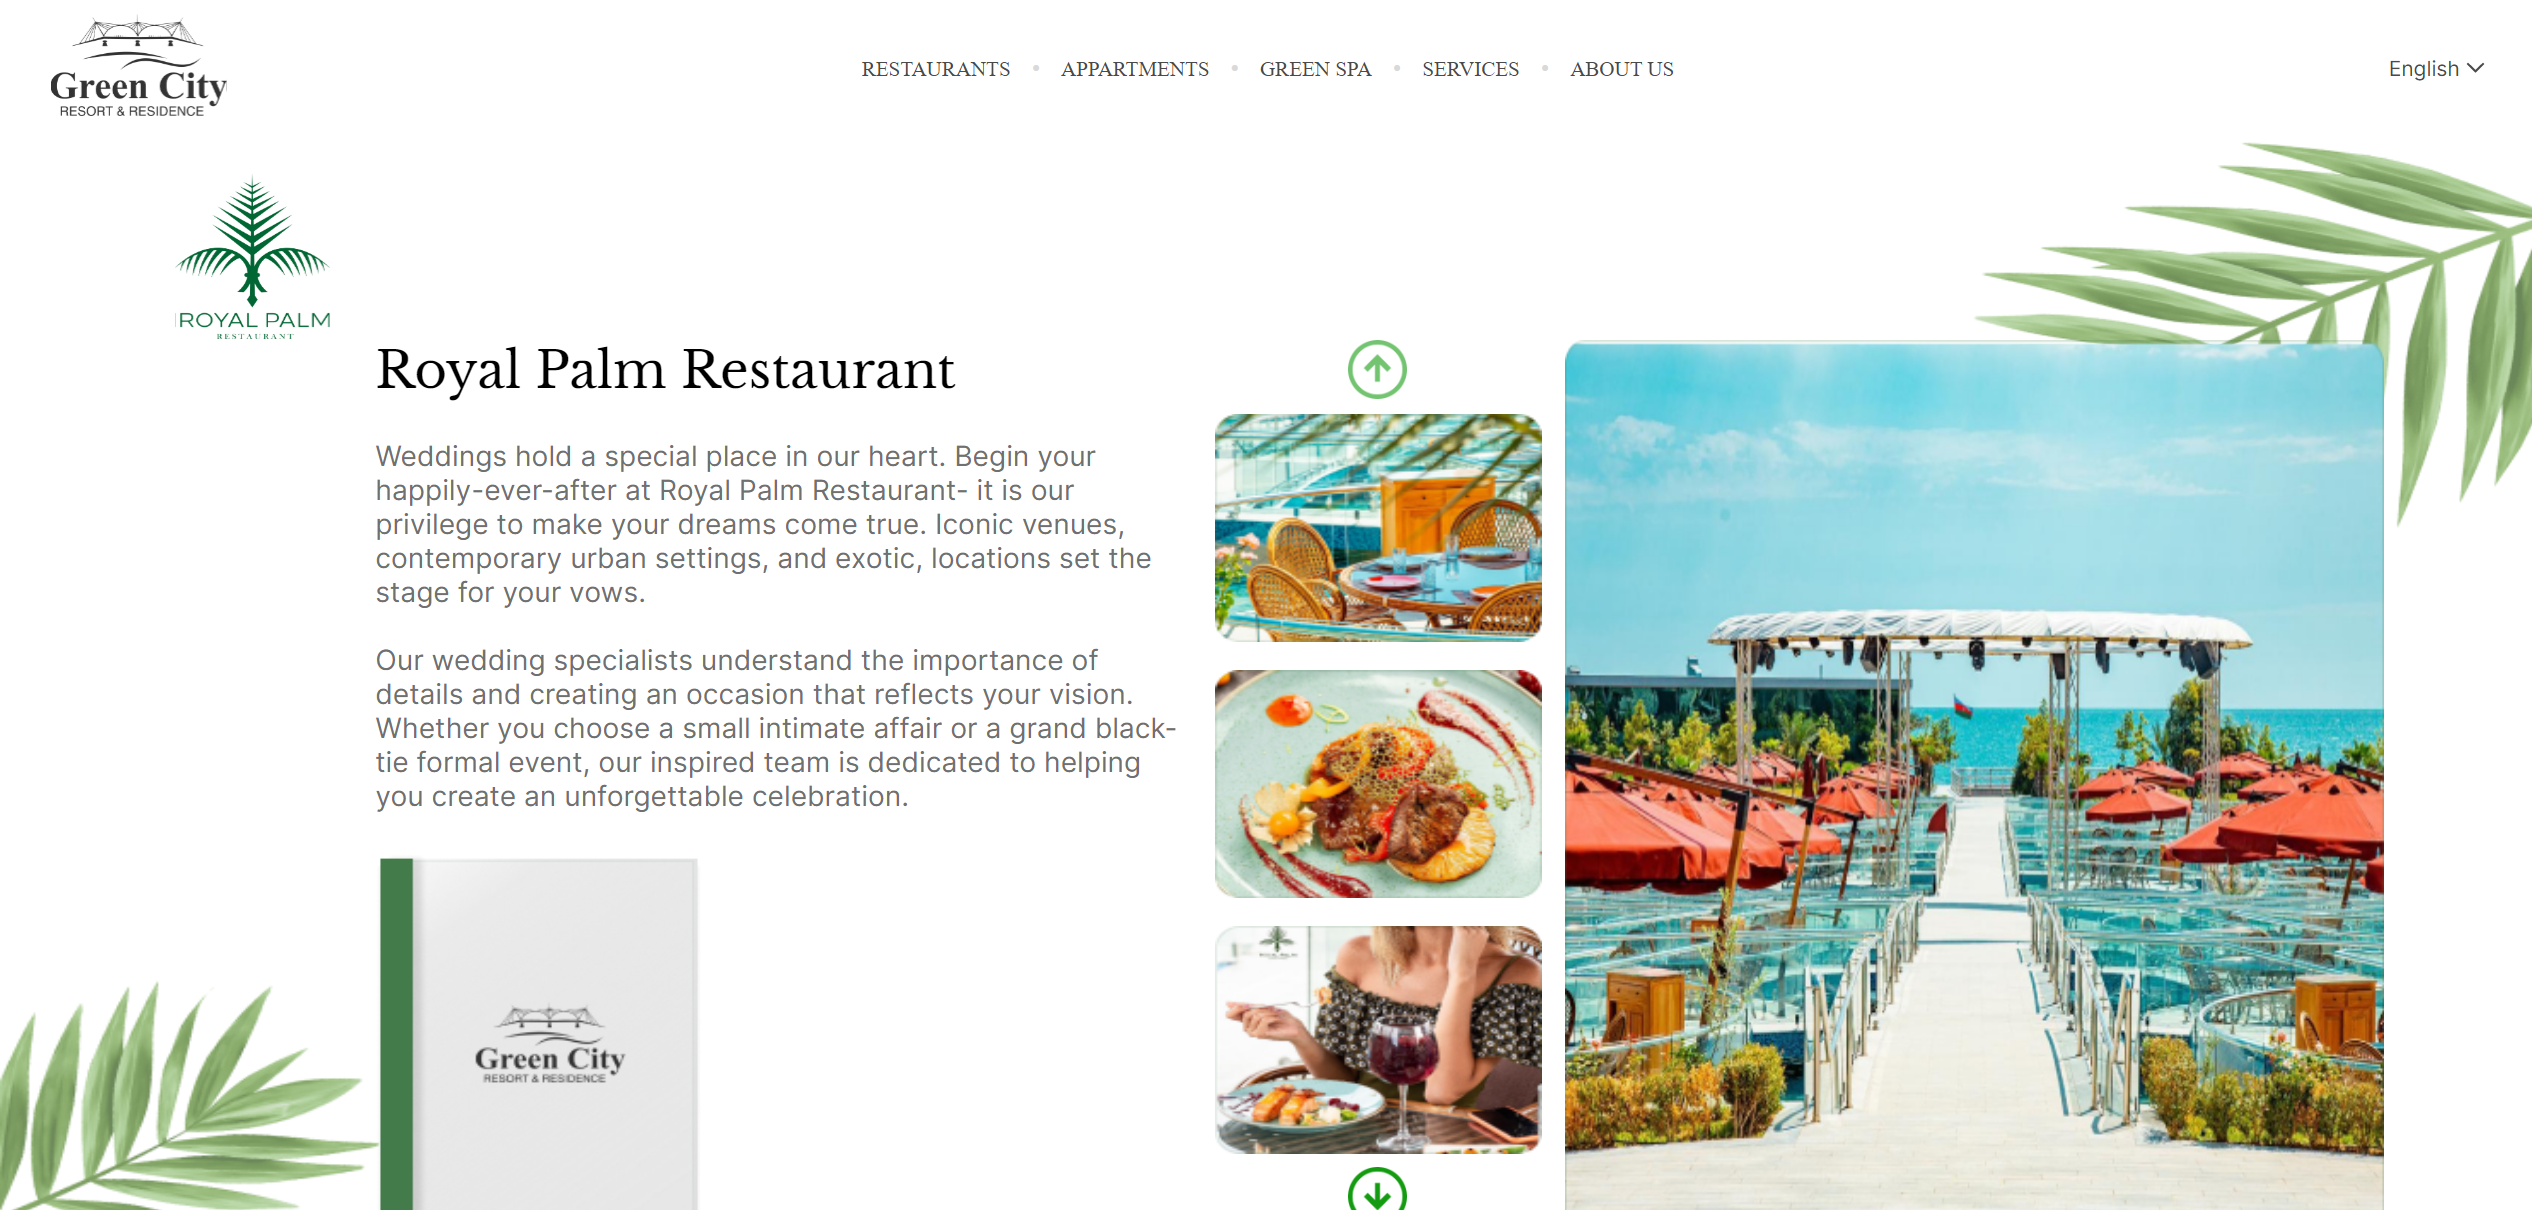 Green City
RESORT & RESIDENCE
RESTAURANTS • APPARTMENTS • GREEN SPA • SERVICES • ABOUT US
English
ROYAL PALM
RESTAURANT
Royal Palm Restaurant
Weddings hold a special place in our heart. Begin your
happily-ever-after at Royal Palm Restaurant- it is our
privilege to make your dreams come true. Iconic venues,
contemporary urban settings, and exotic, locations set the
stage for your vows.
Our wedding specialists understand the importance of
details and creating an occasion that reflects your vision.
Whether you choose a small intimate affair or a grand black-
tie formal event, our inspired team is dedicated to helping
you create an unforgettable celebration.
Green City
RESORT & RESIDENCE